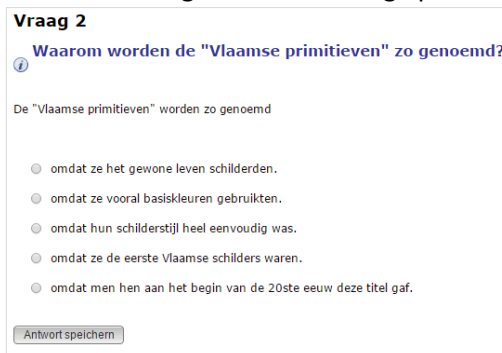 Vraag 2
Waarom worden de "Vlaamse primitieven" zo genoemd?
i
De "Vlaamse primitieven" worden zo genoemd
omdat ze het gewone leven schilderden.
omdat ze vooral basiskleuren gebruikten.
omdat hun schilderstijl heel eenvoudig was.
omdat ze de eerste Vlaamse schilders waren.
omdat men hen aan het begin van de 20ste eeuw deze titel gaf.
Antwort speichern